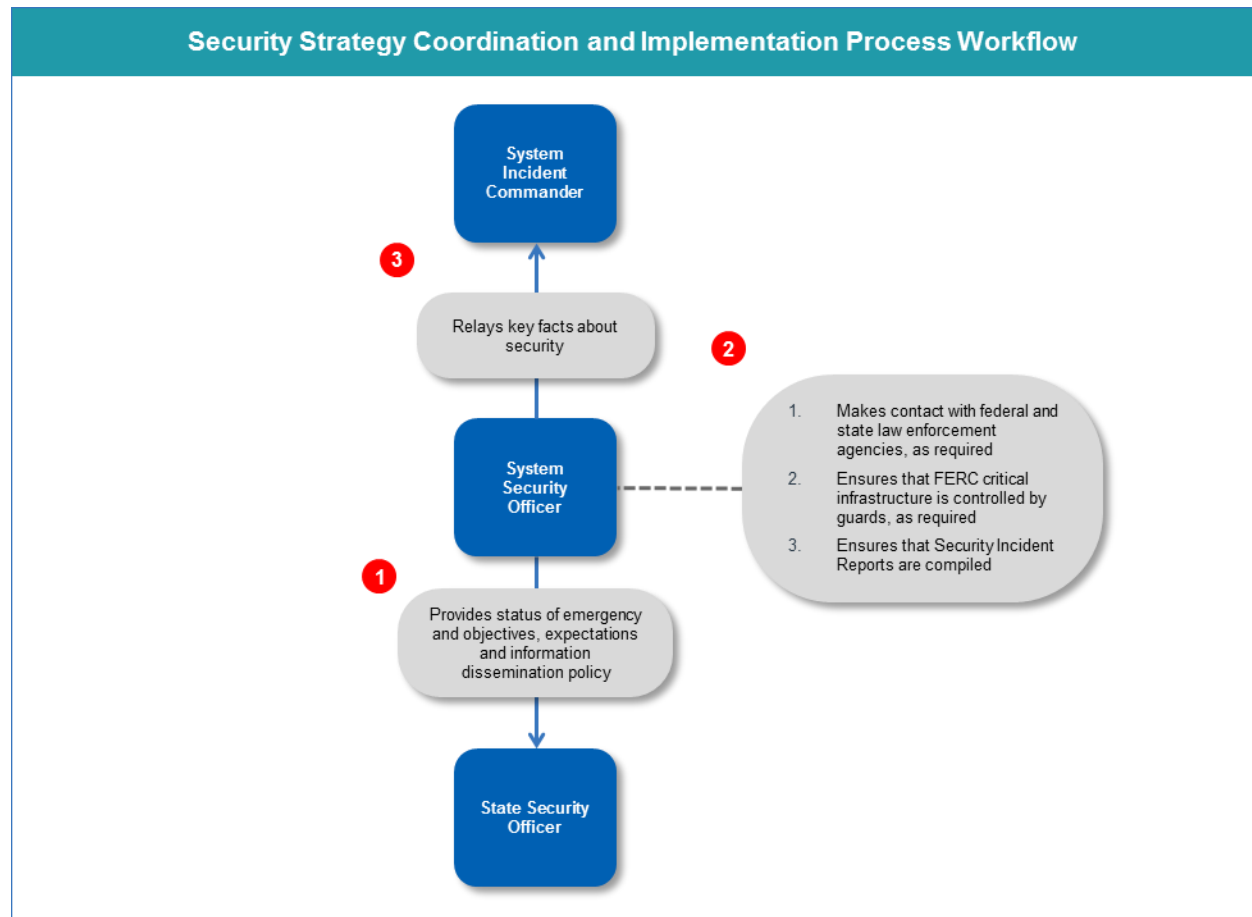 Security Strategy Coordination and Implementation Process Workflow
System
Incident
Commander
3
Relays key facts about
security
2
1. Makes contact with federal and
state law enforcement
agencies, as required
2. Ensures that FERC critical
infrastructure is controlled by
guards, as required
3. Ensures that Security Incident
Reports are compiled
System
Security
Officer
1
Provides status of emergency
and objectives, expectations
and information
dissemination policy
State Security
Officer